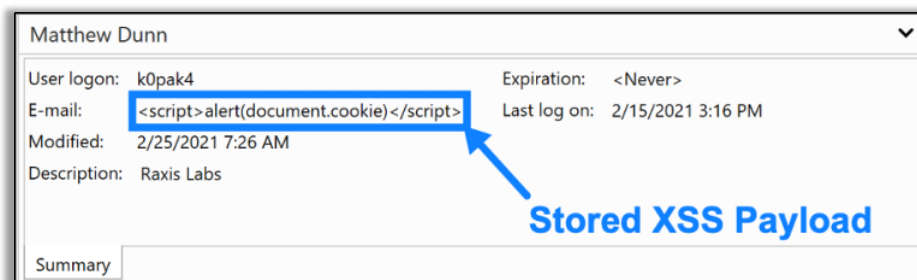 Matthew Dunn
User logon: k0pak4 Expiration: <Never>
E-mail: <script>alert(document.cookie)</script> Last log on: 2/15/2021 3:16 PM
Modified: 2/25/2021 7:26 AM
Description: Raxis Labs
Stored XSS Payload
Summary